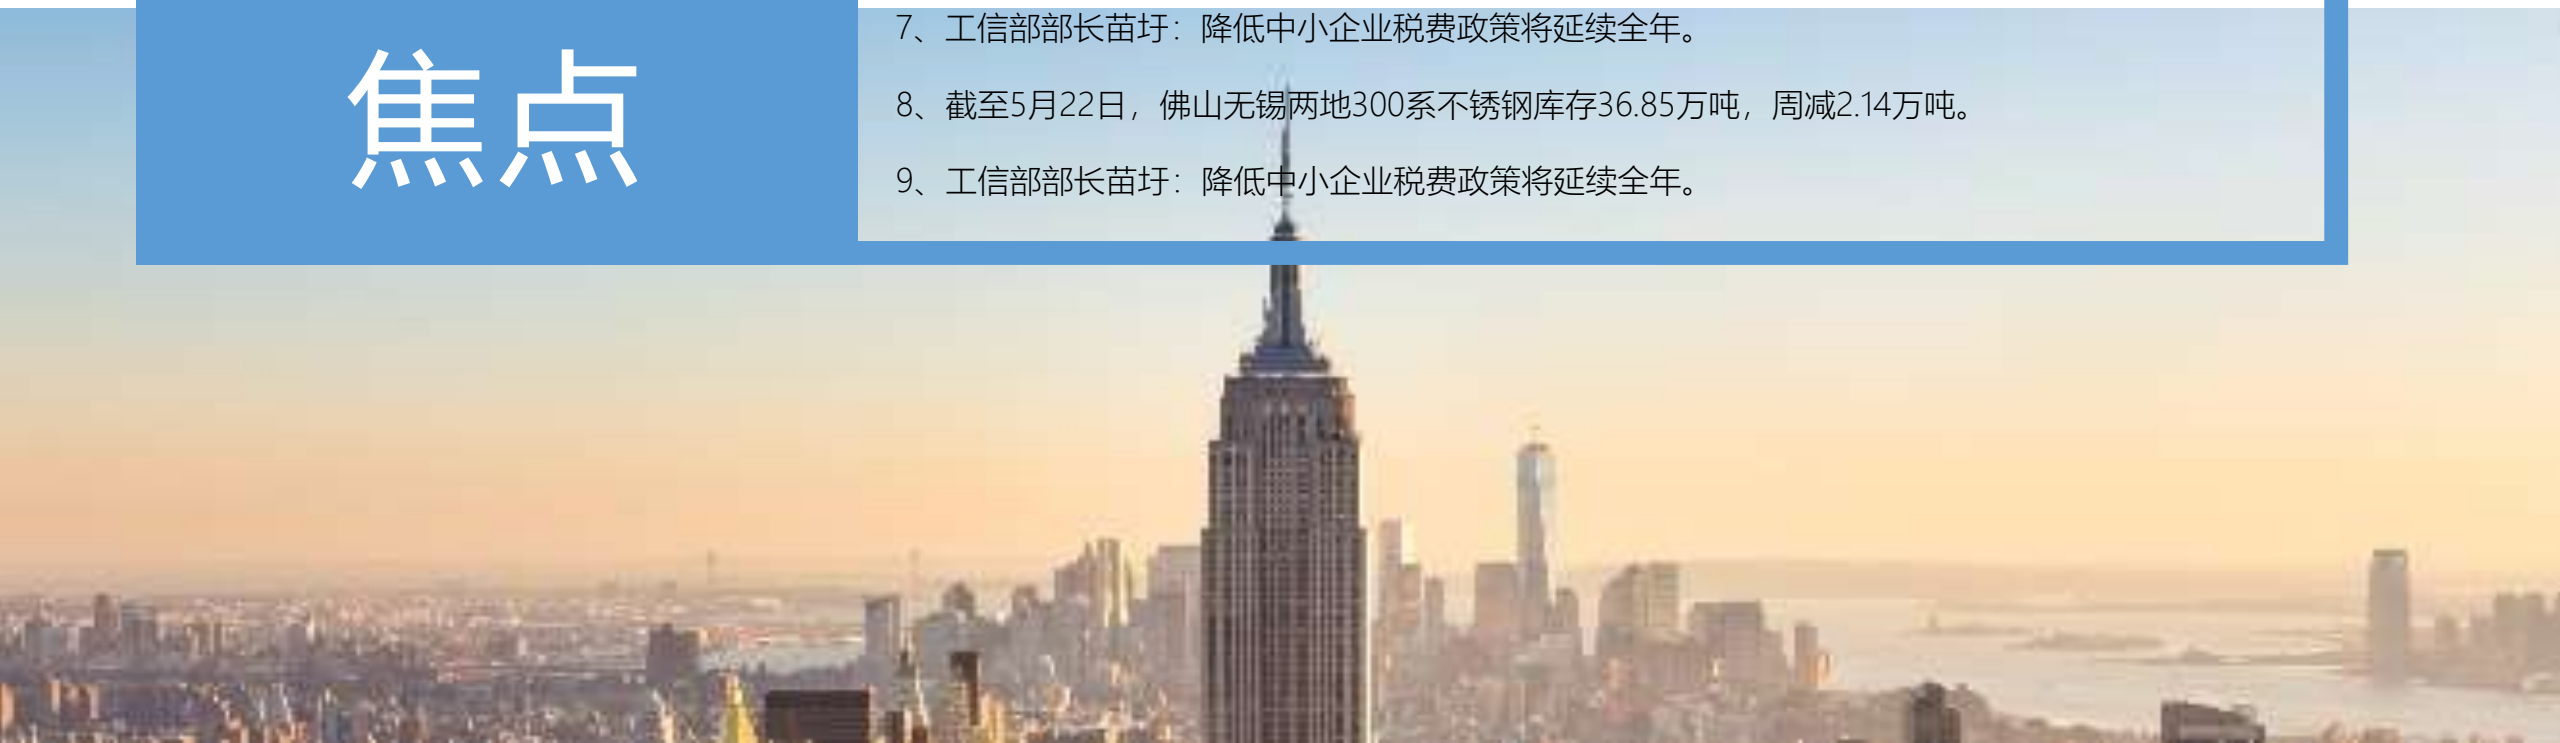 焦点
7、工信部部长苗圩：降低中小企业税费政策将延续全年。
8、截至5月22日，佛山无锡两地300系不锈钢库存36.85万吨，周减2.14万吨。
9、工信部部长苗圩：降低中小企业税费政策将延续全年。